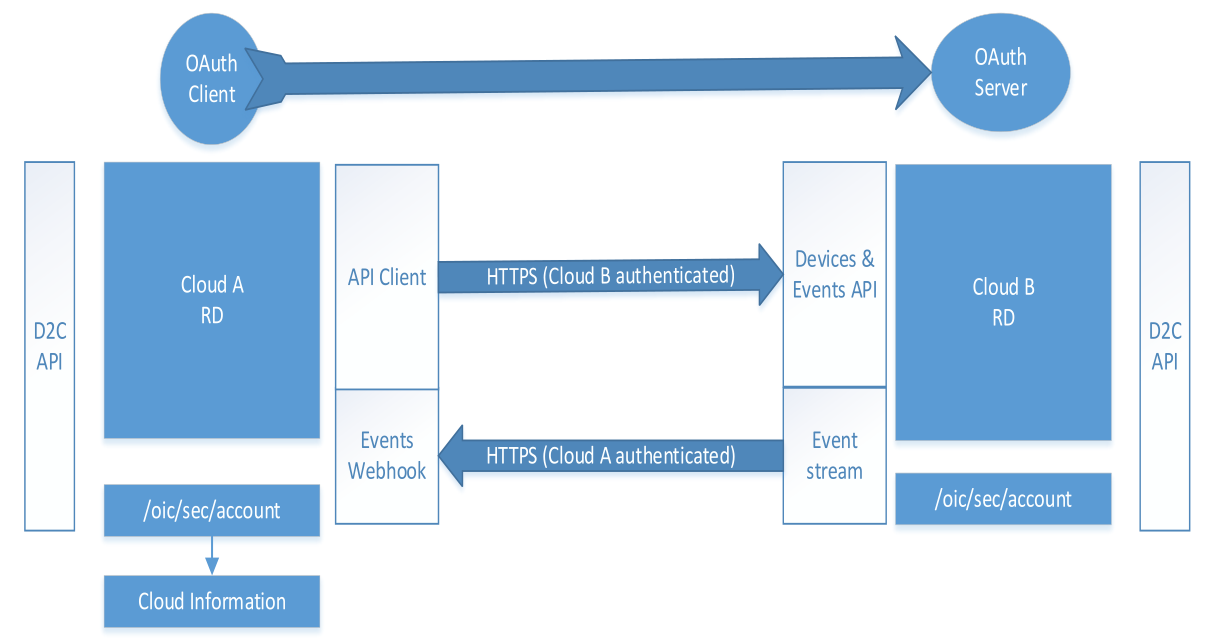 OAuth
Client
OAuth
Server
D2C
API
Cloud A
RD
API Client
HTTPS (Cloud B authenticated)
Devices &
Events API
Cloud B
RD
D2C
API
Events
Webhook
HTTPS (Cloud A authenticated)
Event
stream
/oic/sec/account
/oic/sec/account
Cloud Information